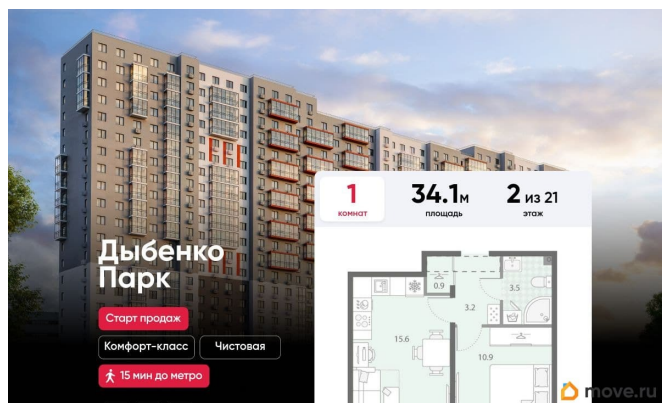 Дыбенко
Парк
Старт продаж
Комфорт-класс
Чистовая
15 мин до метро
1
комнат
34.1м
площадь
2 из 21
этаж
0.9
3.5
3.2
15.6
10.9
move.ru